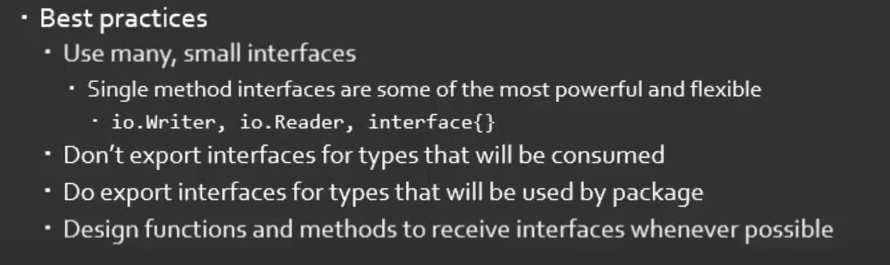 · Best practices
· Use many, small interfaces
· Single method interfaces are some of the most powerful and flexible
· io.Writer, io.Reader, interface{}
· Don’t export interfaces for types that will be consumed
· Do export interfaces for types that will be used by package
· Design functions and methods to receive interfaces whenever possible